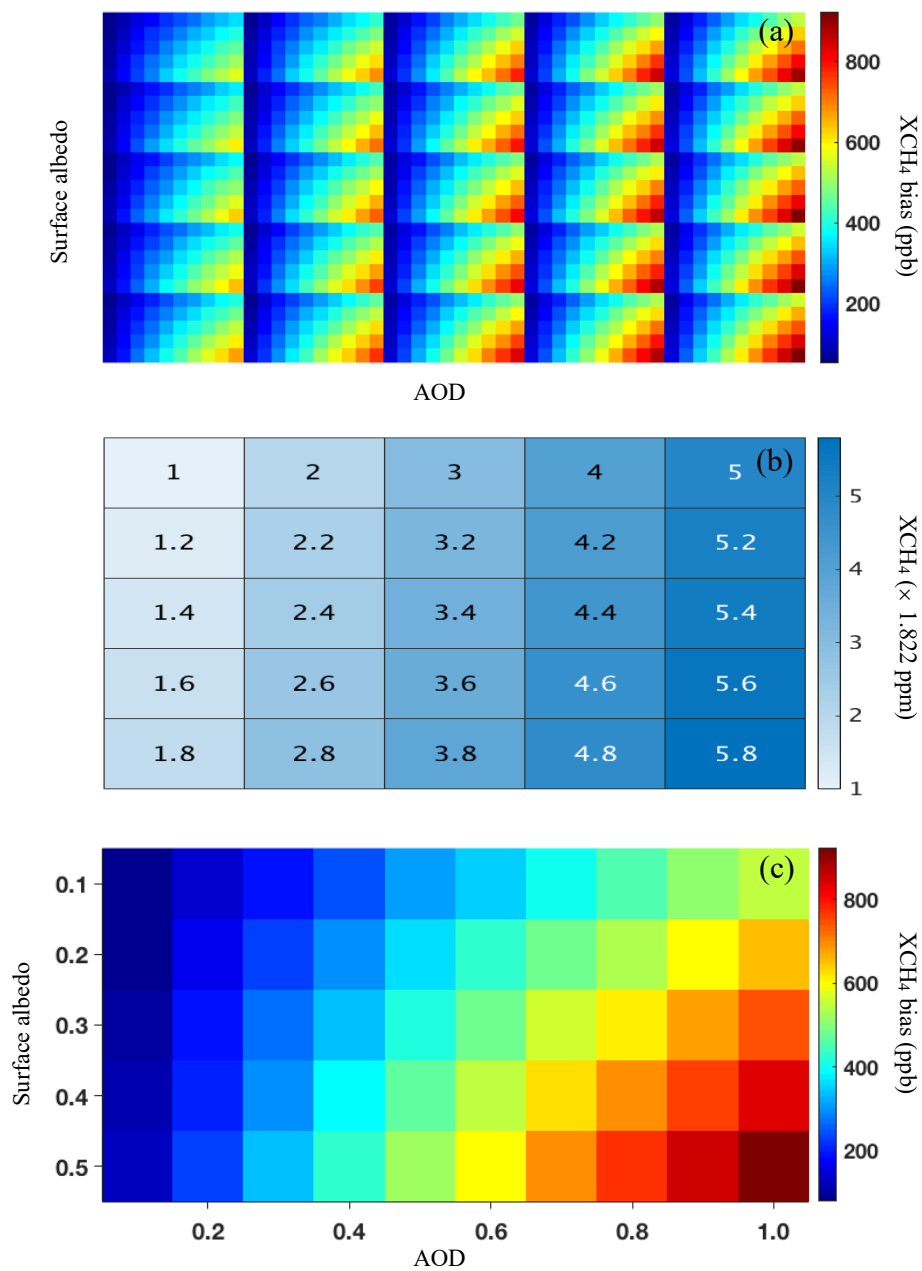 (a)
Surface albedo
AOD
800
600
400
200
XCH₄ bias (ppb)
(b)
1 2 3 4 5
1.2 2.2 3.2 4.2 5.2
1.4 2.4 3.4 4.4 5.4
1.6 2.6 3.6 4.6 5.6
1.8 2.8 3.8 4.8 5.8
5
4
3
2
1
XCH₄ (× 1.822 ppm)
(c)
Surface albedo
0.1
0.2
0.3
0.4
0.5
0.2 0.4 0.6 0.8 1.0
AOD
800
600
400
200
XCH₄ bias (ppb)